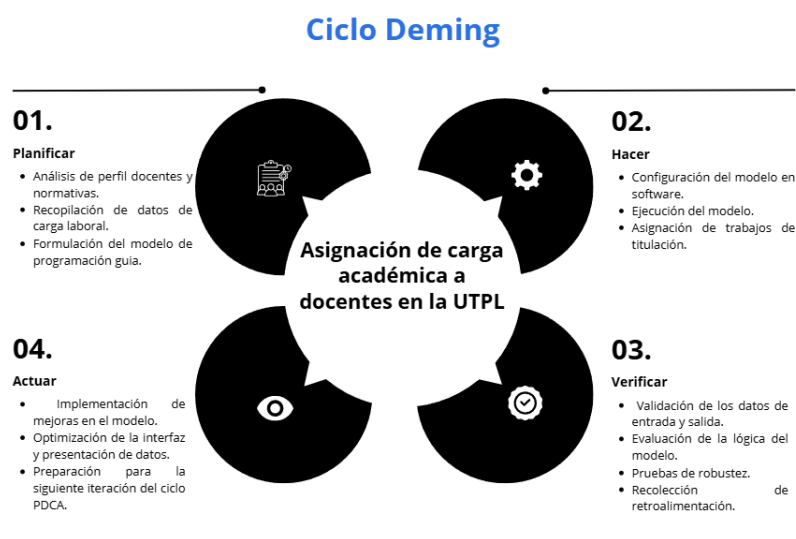 Ciclo Deming
01.
Planificar
• Análisis de perfil docentes y
normativas.
• Recopilación de datos de
carga laboral.
• Formulación del modelo de
programación guia.
02.
Hacer
• Configuración del modelo en
software.
• Ejecución del modelo.
• Asignación de trabajos de
titulación.
Asignación de carga
académica a
docentes en la UTPL
04.
Actuar
• Implementación de
mejoras en el modelo.
• Optimización de la interfaz
y presentación de datos.
• Preparación para la
siguiente iteración del ciclo
PDCA.
03.
Verificar
• Validación de los datos de
entrada y salida.
• Evaluación de la lógica del
modelo.
• Pruebas de robustez.
• Recolección de
retroalimentación.